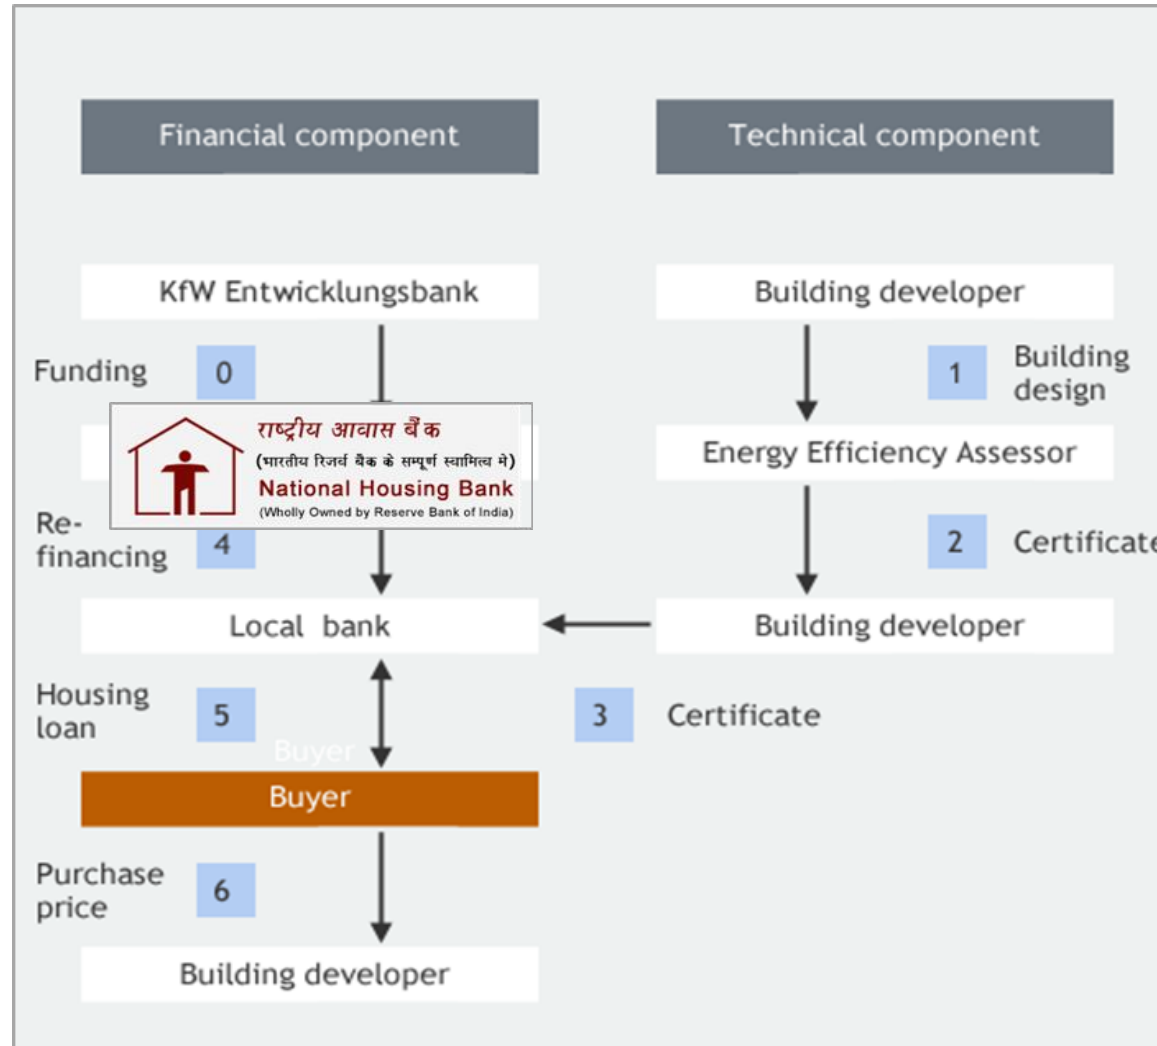 Financial component
Technical component
KfW Entwicklungsbank
Building developer
Funding
0
1
Building
design
राष्ट्रीय आवास बैंक
(भारतीय रिजर्व बैंक के सम्पूर्ण स्वामित्व मे)
National Housing Bank
(Wholly Owned by Reserve Bank of India)
Energy Efficiency Assessor
Re-
financing
4
2
Certificate
Local bank
Building developer
Housing
loan
5
3
Certificate
Buyer
Buyer
Purchase
price
6
Building developer